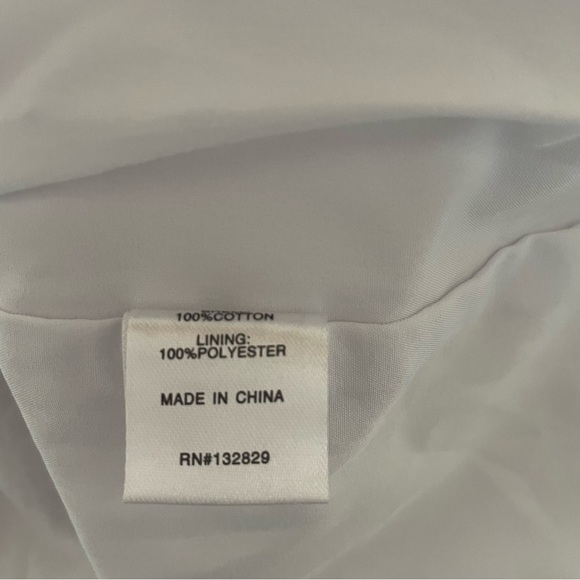 100%COTTON
LINING:
100%POLYESTER
MADE IN CHINA
RN#132829